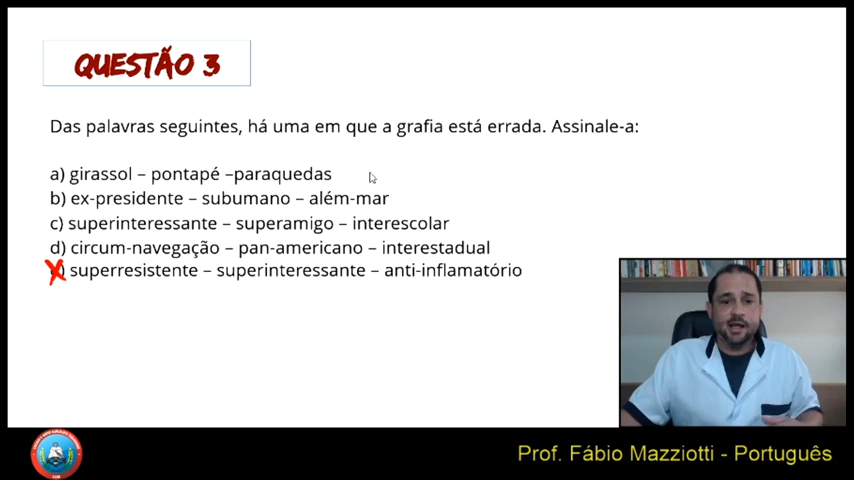 QUESTÃO 3
Das palavras seguintes, há uma em que a grafia está errada. Assinale-a:
a) girassol – pontapé –paraquedas
b) ex-presidente – subumano – além-mar
c) superinteressante – superamigo – interescolar
d) circum-navegação – pan-americano – interestadual
superresistente – superinteressante – anti-inflamatório
Prof. Fábio Mazziotti - Português